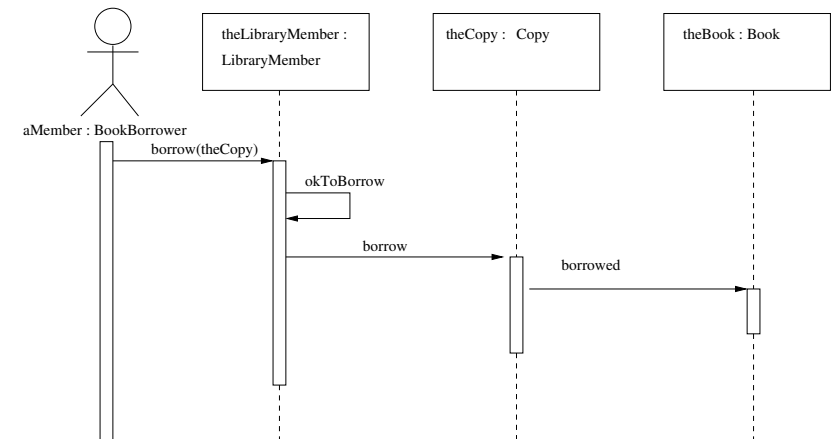 theLibraryMember :
LibraryMember
theCopy : Copy
theBook : Book
aMember : BookBorrower
borrow(theCopy)
okToBorrow
borrow
borrowed